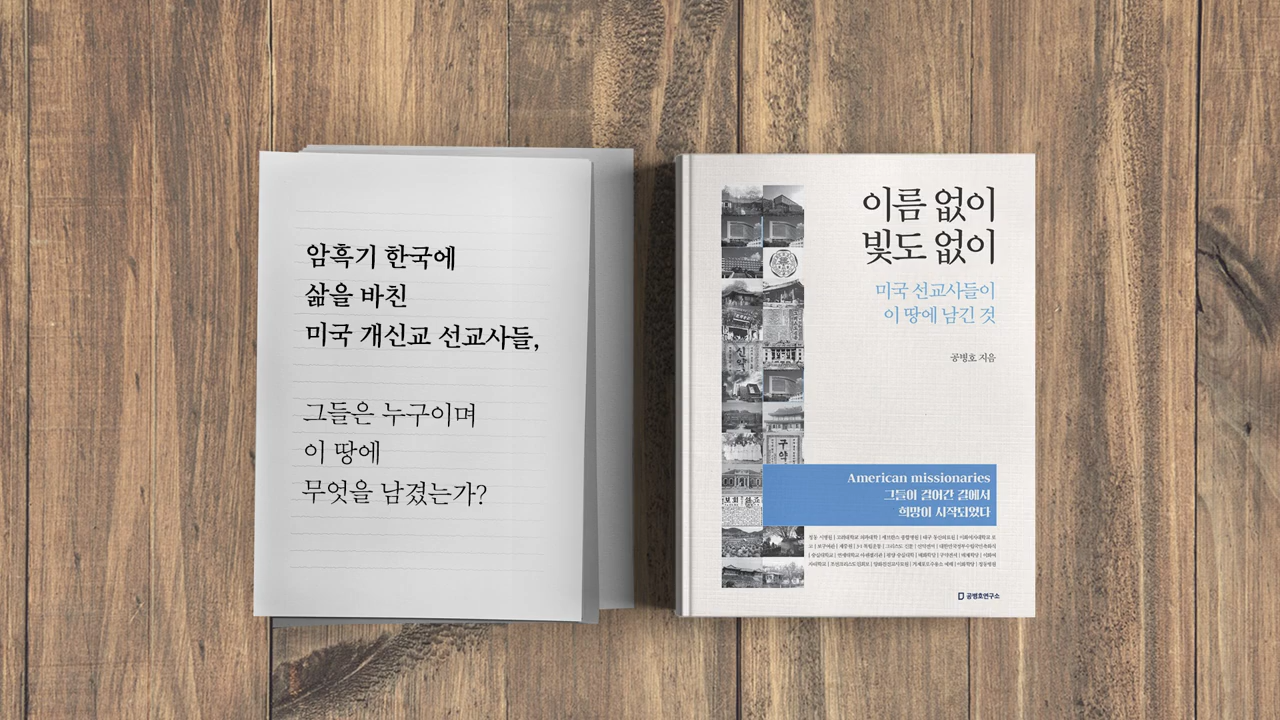 암흑기 한국에
삶을 바친
미국 개신교 선교사들,
그들은 누구이며
이 땅에
무엇을 남겼는가?
이름 없이
빛도 없이
미국 선교사들이
이 땅에 남긴 것
공병호 지음
신약
구약
American missionaries
그들이 걸어간 길에서
희망이 시작되었다
공병호연구소